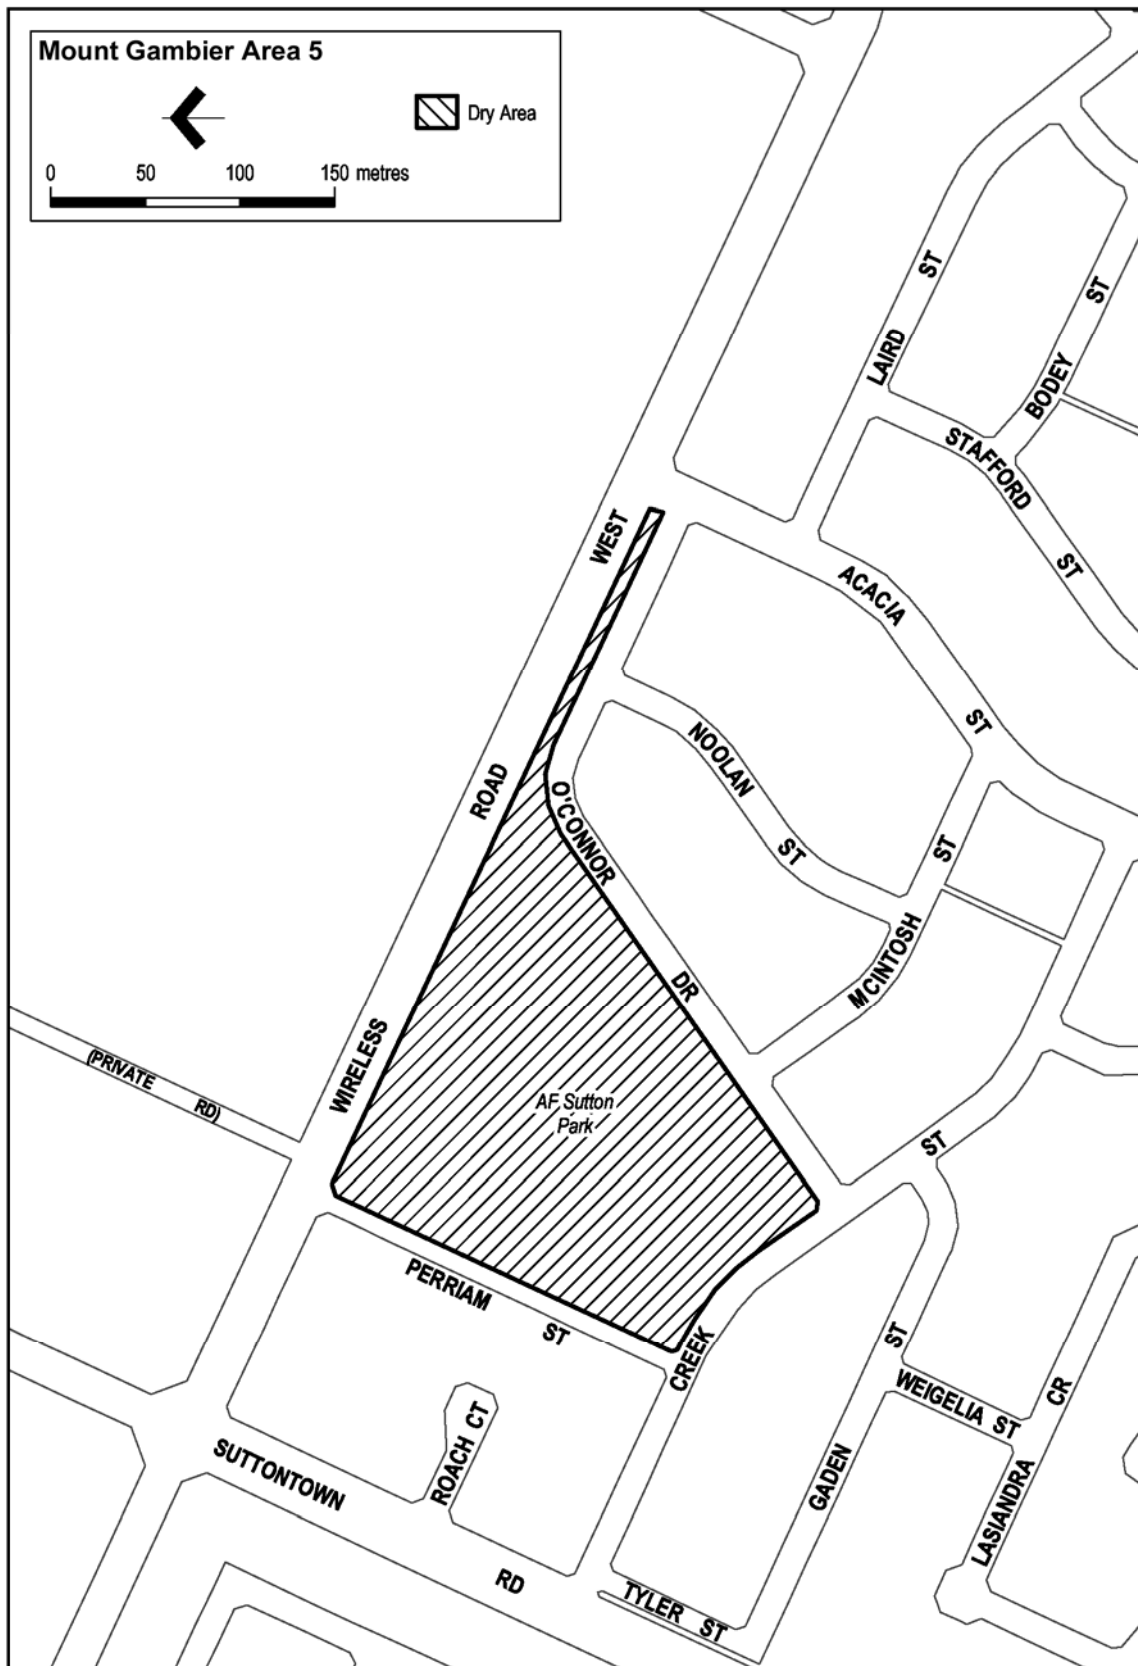 Mount Gambier Area 5
Dry Area
0 50 100 150 metres
LAIRD ST
BODEY ST
STAFFORD ST
WIRELESS ROAD WEST
ACACIA ST
NOOLAN ST
O'CONNOR DR
MCINTOSH ST
(PRIVATE RD)
AF Sutton
Park
PERRIAM ST
CREEK ST
GADEN ST
WEIGELIA ST
LASIANDRA CR
ROACH CT
SUTTONTOWN RD
TYLER ST